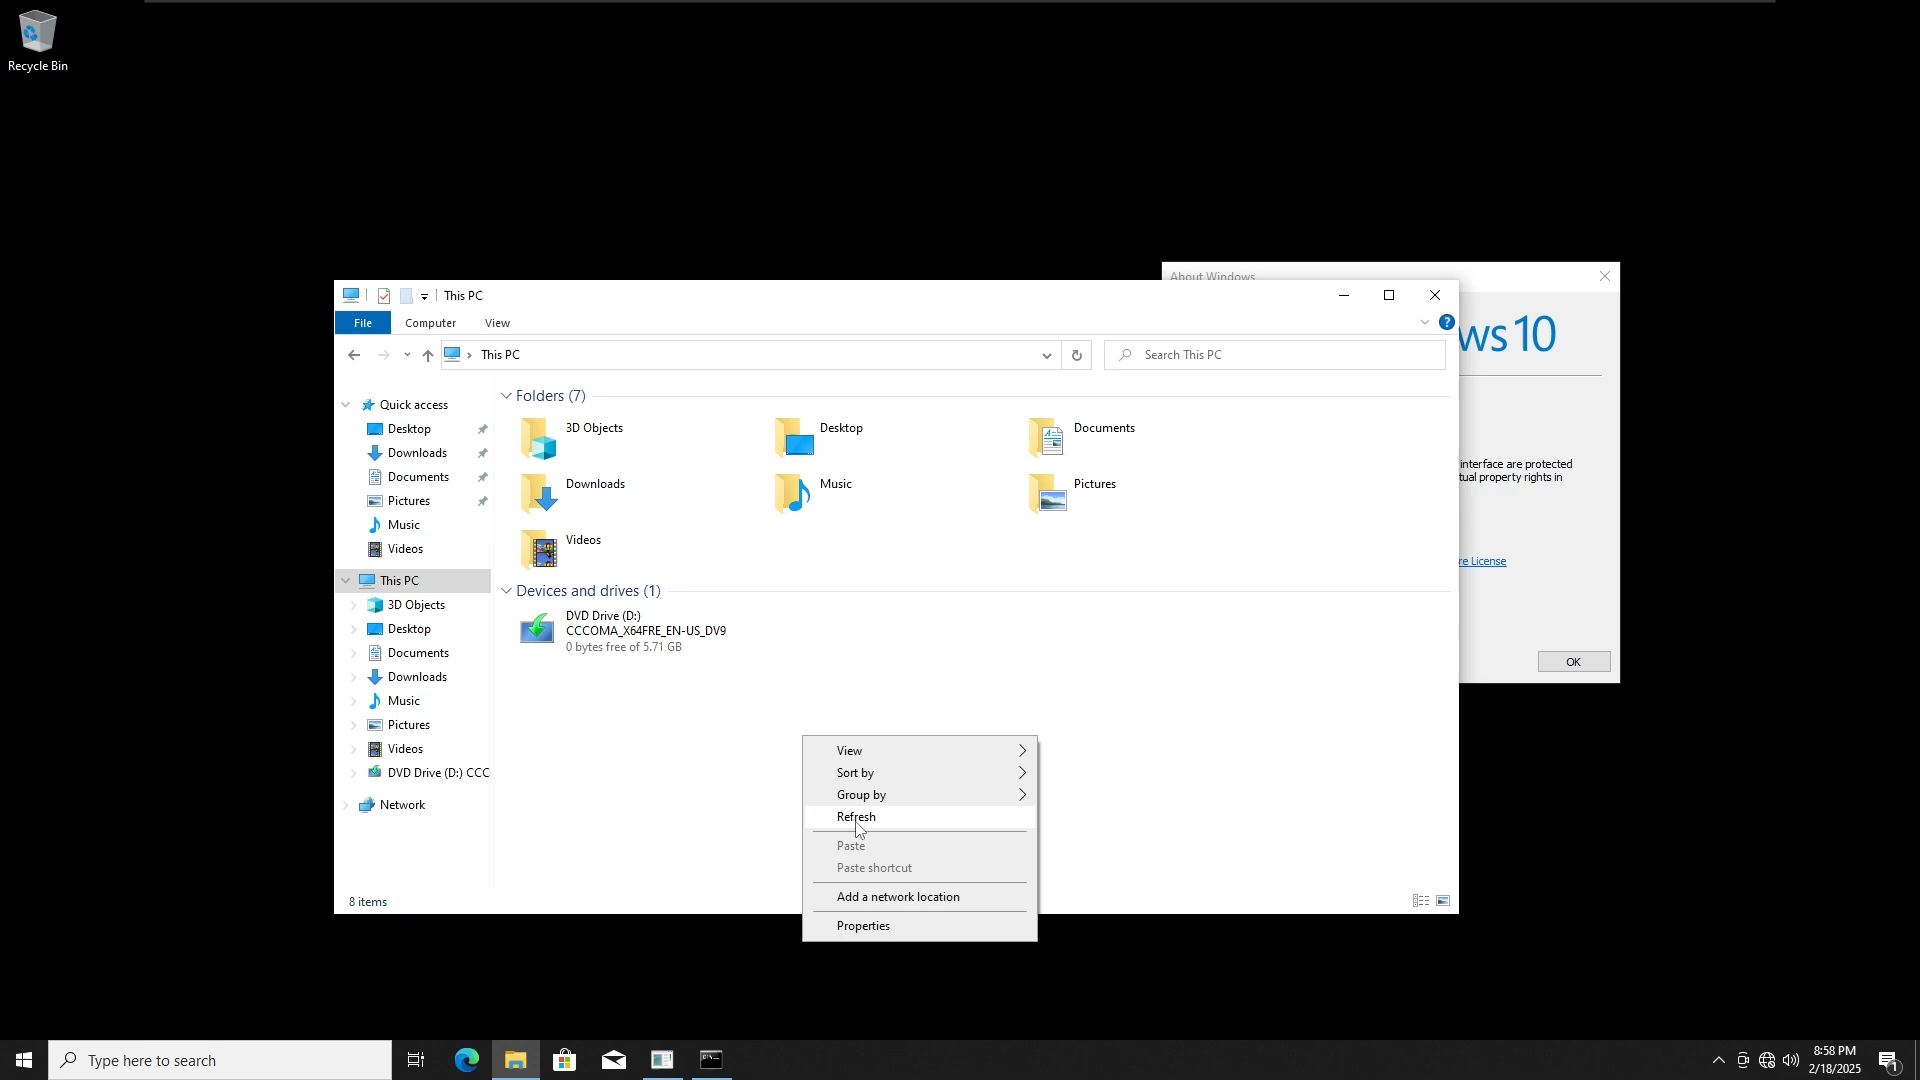 Recycle Bin
About Windows
This PC
File
Computer
View
This PC
Search This PC
ws 10
Quick access
Desktop
Downloads
Documents
Pictures
Music
Videos
This PC
3D Objects
Desktop
Documents
Downloads
Music
Pictures
Videos
DVD Drive (D:) CCC
Network
Folders (7)
3D Objects
Desktop
Documents
Downloads
Music
Pictures
Videos
Devices and drives (1)
DVD Drive (D:)
CCCOMA_X64FRE_EN-US_DV9
0 bytes free of 5.71 GB
interface are protected
tual property rights in
re License
OK
View
Sort by
Group by
Refresh
Paste
Paste shortcut
Add a network location
Properties
8 items
Type here to search
8:58 PM
2/18/2025
1